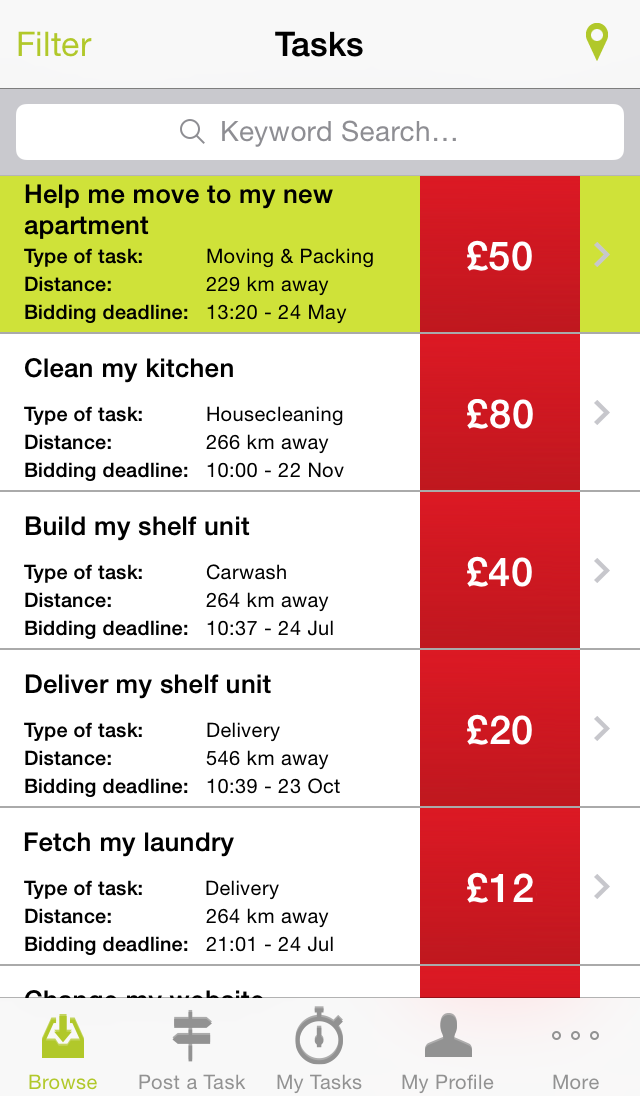 Filter Tasks
Keyword Search...
Help me move to my new
apartment
Type of task: Moving & Packing
Distance: 229 km away
Bidding deadline: 13:20 - 24 May
£50
Clean my kitchen
Type of task: Housecleaning
Distance: 266 km away
Bidding deadline: 10:00 - 22 Nov
£80
Build my shelf unit
Type of task: Carwash
Distance: 264 km away
Bidding deadline: 10:37 - 24 Jul
£40
Deliver my shelf unit
Type of task: Delivery
Distance: 546 km away
Bidding deadline: 10:39 - 23 Oct
£20
Fetch my laundry
Type of task: Delivery
Distance: 264 km away
Bidding deadline: 21:01 - 24 Jul
£12
Change my website
Browse Post a Task My Tasks My Profile More